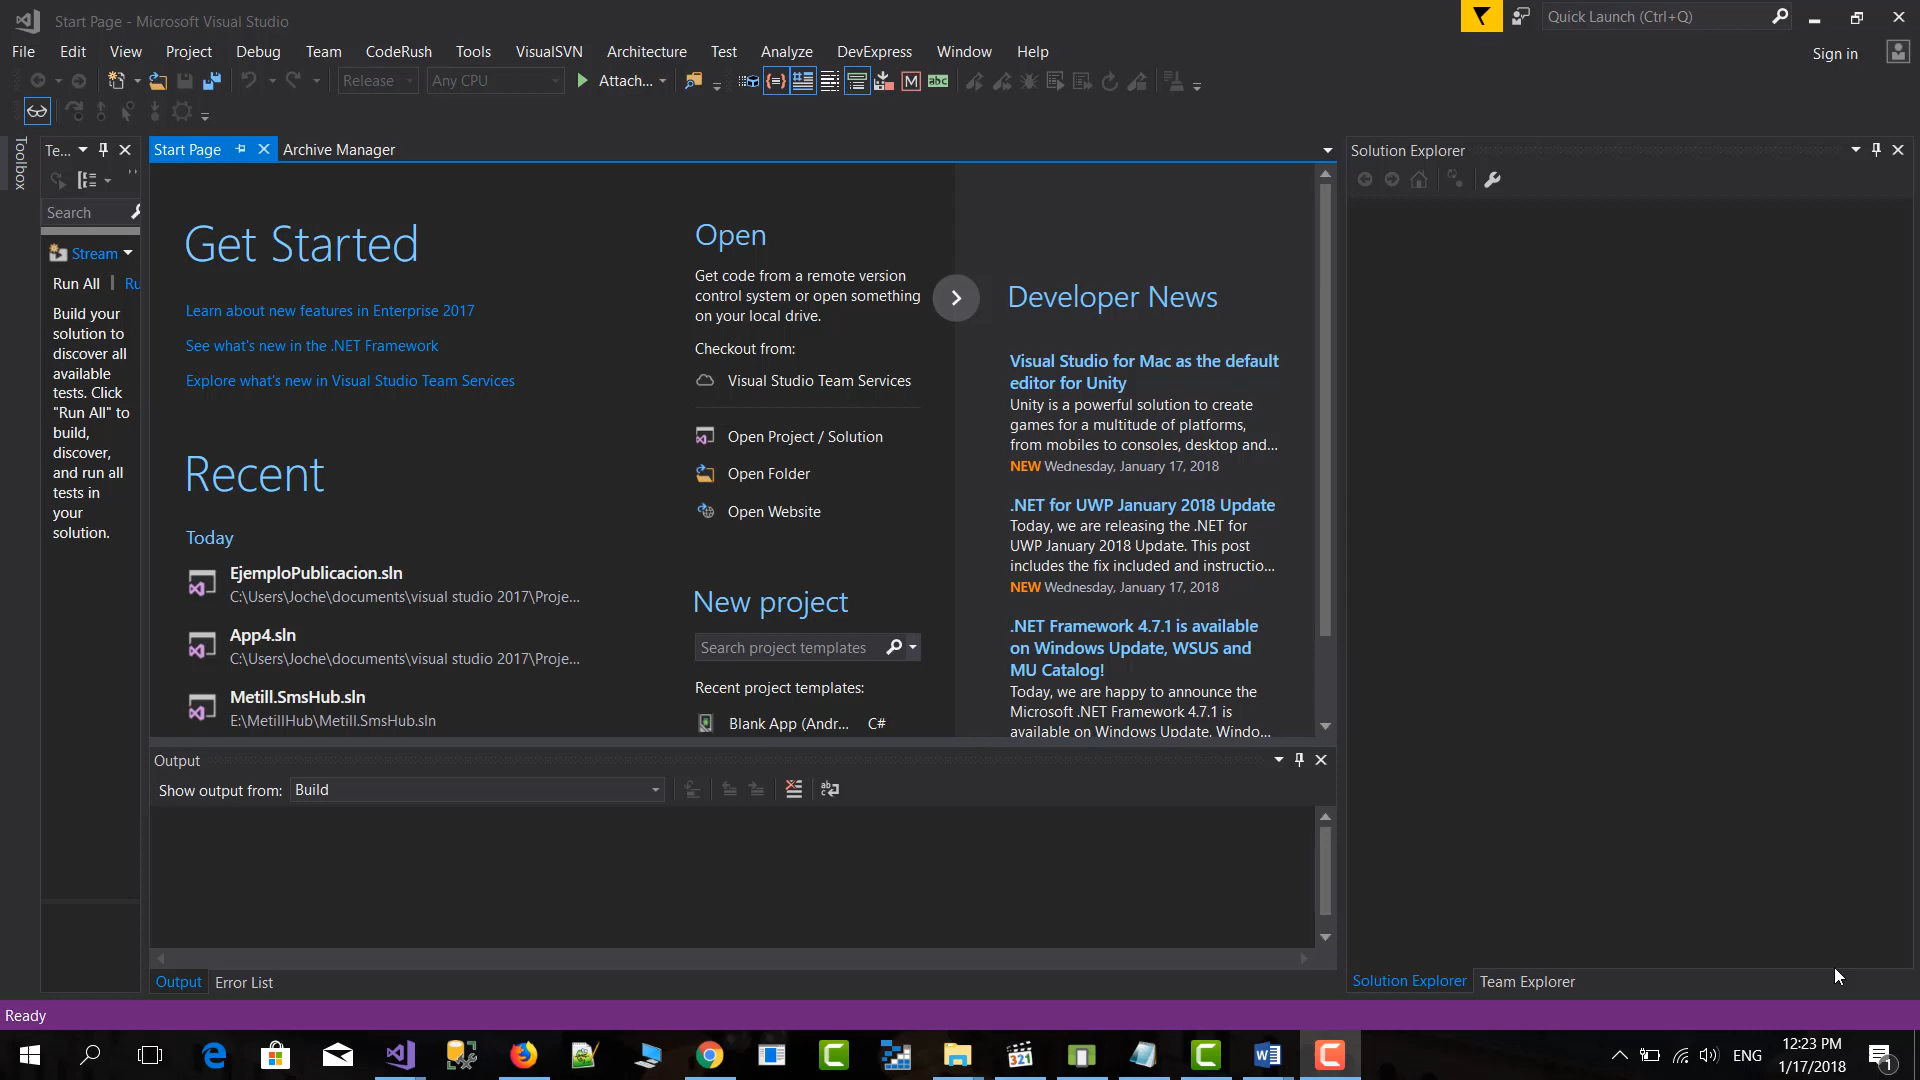 Start Page - Microsoft Visual Studio
Quick Launch (Ctrl+Q)
File Edit View Project Debug Team CodeRush Tools VisualSVN Architecture Test Analyze DevExpress Window Help
Sign in
Release Any CPU Attach...
Toolbox
Te...
Start Page Archive Manager
Solution Explorer
Search
Stream
Run All
Ru
Build your
solution to
discover all
available
tests. Click
"Run All" to
build,
discover,
and run all
tests in
your
solution.
Get Started
Learn about new features in Enterprise 2017
See what's new in the .NET Framework
Explore what's new in Visual Studio Team Services
Recent
Today
EjemploPublicacion.sln
C:\Users\Joche\documents\visual studio 2017\Proje...
App4.sln
C:\Users\Joche\documents\visual studio 2017\Proje...
Metill.SmsHub.sln
E:\MetillHub\Metill.SmsHub.sln
Open
Get code from a remote version
control system or open something
on your local drive.
Checkout from:
Visual Studio Team Services
Open Project / Solution
Open Folder
Open Website
New project
Search project templates
Recent project templates:
Blank App (Andr... C#
Developer News
Visual Studio for Mac as the default
editor for Unity
Unity is a powerful solution to create
games for a multitude of platforms,
from mobiles to consoles, desktop and...
NEW Wednesday, January 17, 2018
.NET for UWP January 2018 Update
Today, we are releasing the .NET for
UWP January 2018 Update. This post
includes the fix included and instructio...
NEW Wednesday, January 17, 2018
.NET Framework 4.7.1 is available
on Windows Update, WSUS and
MU Catalog!
Today, we are happy to announce the
Microsoft .NET Framework 4.7.1 is
available on Windows Update, Windo...
Output
Show output from: Build
Output Error List
Solution Explorer Team Explorer
Ready
ENG
12:23 PM
1/17/2018
1